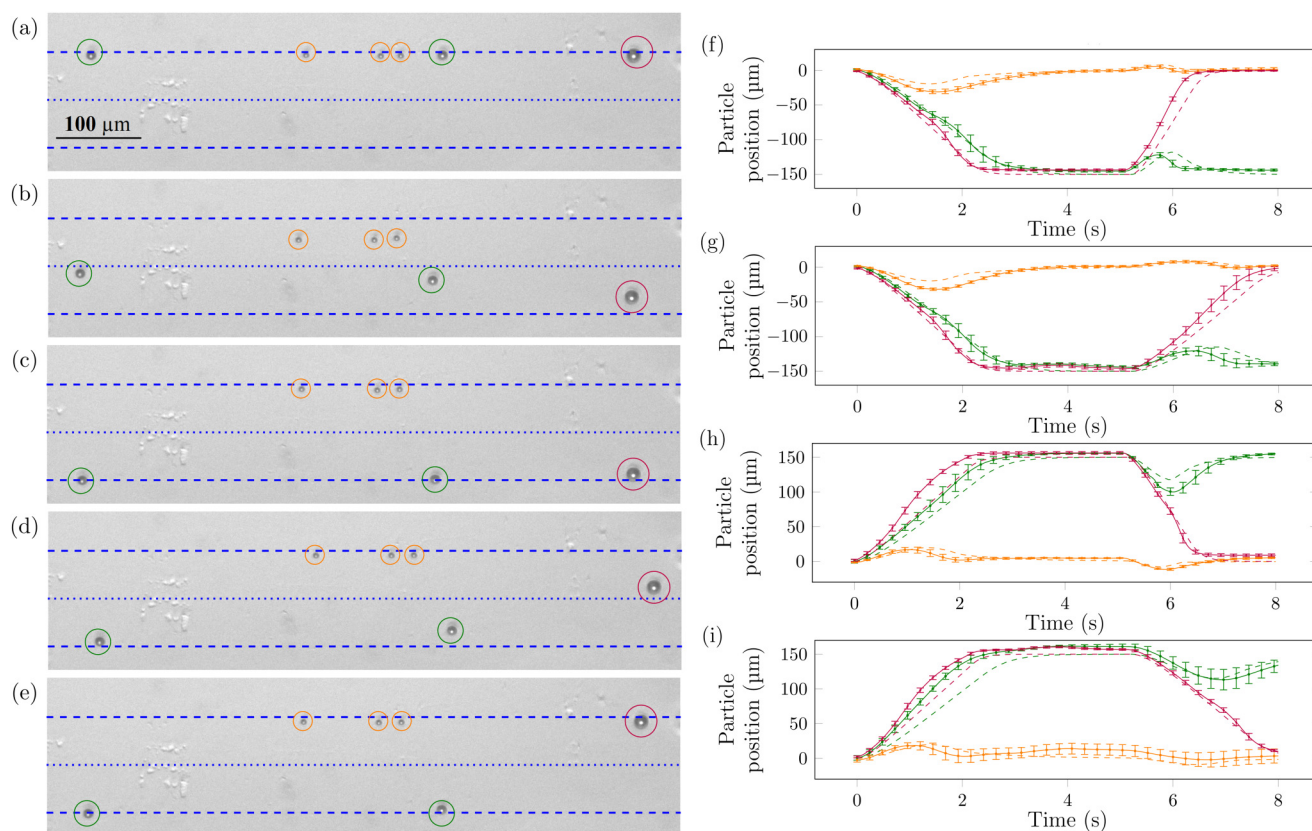 (a)
100 µm
(b)
(c)
(d)
(e)
(f)
Particle
position (µm)
0
−50
−100
−150
0 2 4 6 8
Time (s)
(g)
Particle
position (µm)
0
−50
−100
−150
0 2 4 6 8
Time (s)
(h)
Particle
position (µm)
150
100
50
0
0 2 4 6 8
Time (s)
(i)
Particle
position (µm)
150
100
50
0
0 2 4 6 8
Time (s)